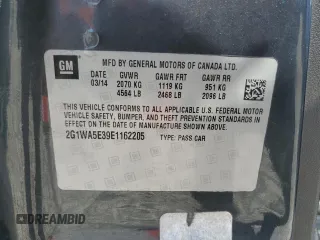 GM
MFD BY GENERAL MOTORS OF CANADA LTD.
DATE GVWR GAWR FRT GAWR RR
03/14 2070 KG 1119 KG 951 KG
4564 LB 2468 LB 2096 LB
THIS VEHICLE CONFORMS TO ALL APPLICABLE U.S. FEDERAL MOTOR
VEHICLE SAFETY, BUMPER, AND THEFT PREVENTION STANDARDS
IN EFFECT ON THE DATE OF MANUFACTURE SHOWN ABOVE.
2G1WA5E39E1162205 TYPE: PASS CAR
AUTOBIDMASTER